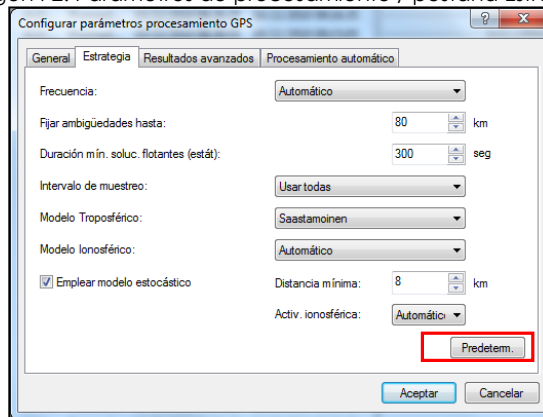 Configurar parámetros procesamiento GPS
General Estrategia Resultados avanzados Procesamiento automático
Frecuencia: Automático
Fijar ambigüedades hasta: 80 km
Duración mín. soluc. flotantes (estát): 300 seg
Intervalo de muestreo: Usar todas
Modelo Troposférico: Saastamoinen
Modelo Ionosférico: Automático
Emplear modelo estocástico Distancia mínima: 8 km
Activ. ionosférica: Automátic
Predeterm.
Aceptar Cancelar